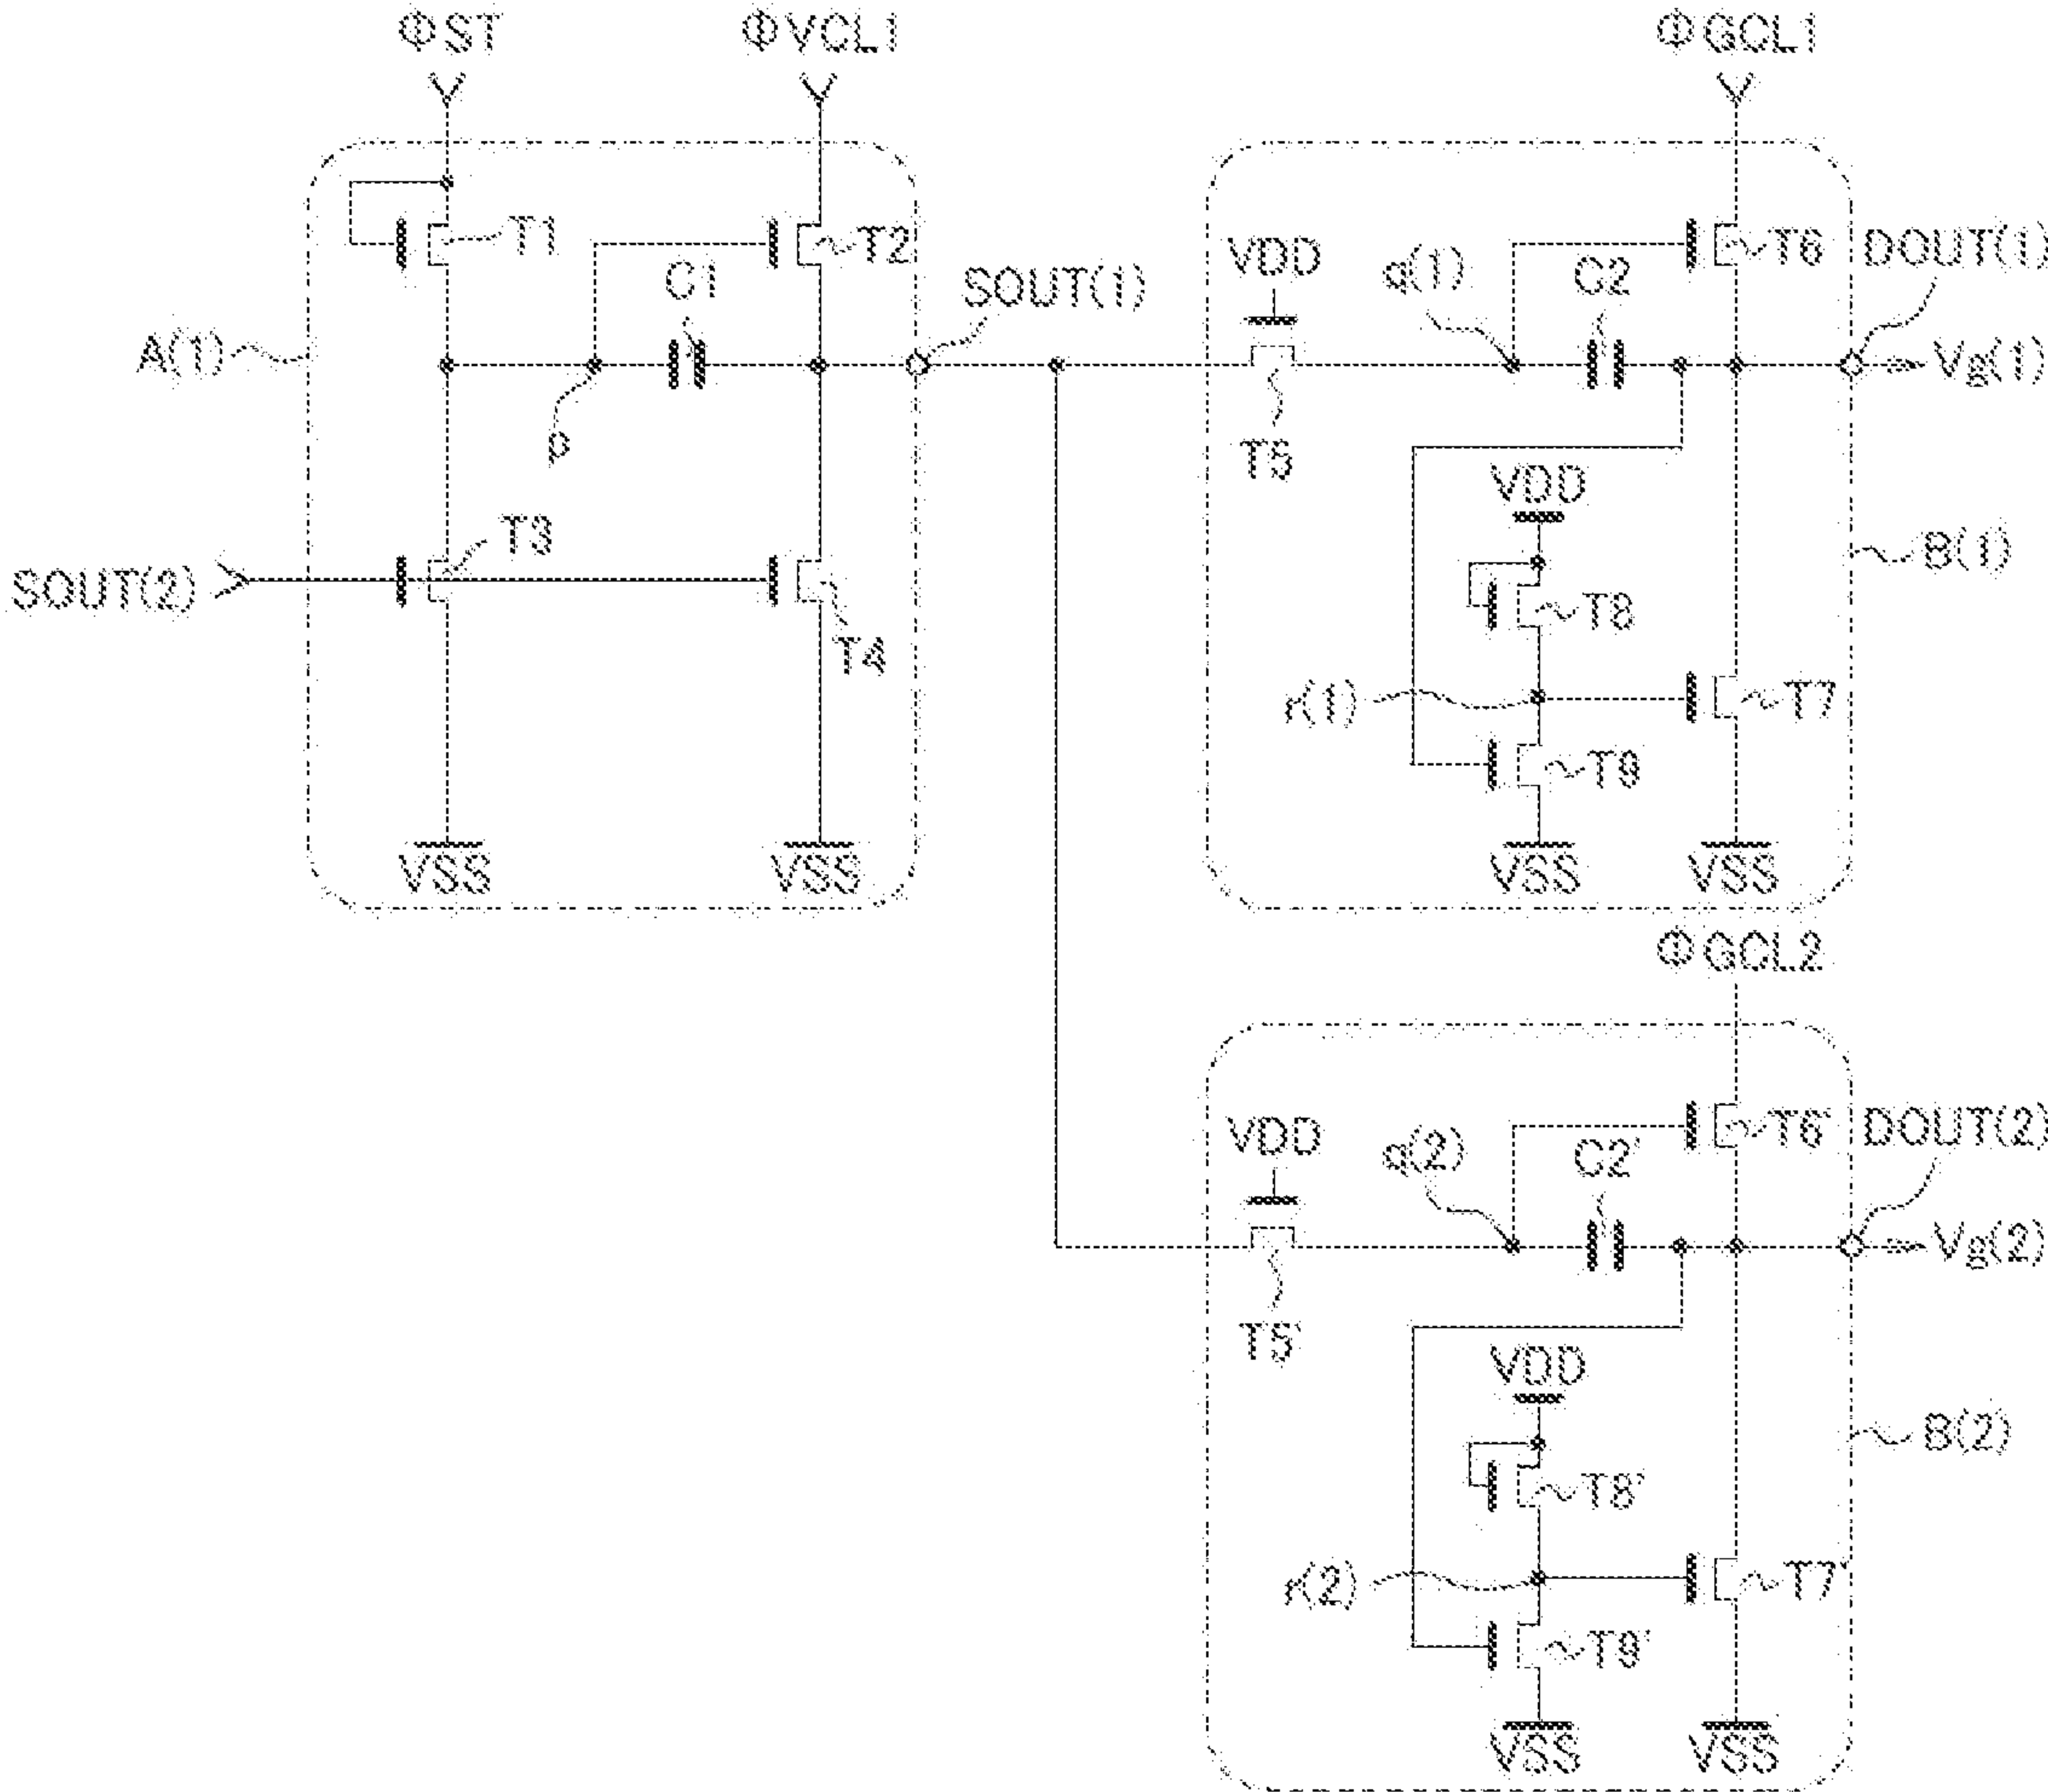 ΦST
ΦVCL1
ΦGCL1
T1
T2
C1
SOUT(1)
A(1)
p
T3
SOUT(2)
T4
VSS
VSS
VDD
q(1)
C2
T6
DOUT(1)
Vg(1)
T5
VDD
B(1)
T8
r(1)
T7
T9
VSS
VSS
ΦGCL2
VDD
q(2)
C2'
T6'
DOUT(2)
Vg(2)
T5'
VDD
B(2)
T8'
r(2)
T7'
T9'
VSS
VSS